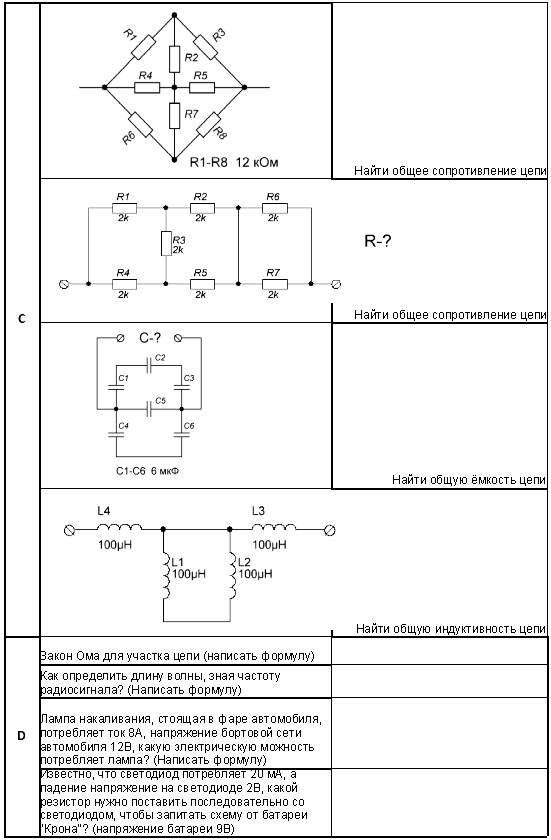 R1
R3
R2
R4
R5
R7
R6
R8
R1-R8 12 кОм
Найти общее сопротивление цепи
R1
R2
R6
2k
2k
2k
R3
2k
R-?
R4
R5
R7
2k
2k
2k
Найти общее сопротивление цепи
C
C-?
C2
C1
C3
C5
C4
C6
C1-C6 6 мкФ
Найти общую ёмкость цепи
L4
L3
100µH
100µH
L1
L2
100µH
100µH
Найти общую индуктивность цепи
D
Закон Ома для участка цепи (написать формулу)
Как определить длину волны, зная частоту
радиосигнала? (Написать формулу)
Лампа накаливания, стоящая в фаре автомобиля,
потребляет ток 8А, напряжение бортовой сети
автомобиля 12В, какую электрическую можность
потребляет лампа? (Написать формулу)
Известно, что светодиод потребляет 20 мА, а
падение напряжение на светодиоде 2В, какой
резистор нужно поставить последовательно со
светодиодом, чтобы запитать схему от батареи
"Крона"? (напряжение батареи 9В)